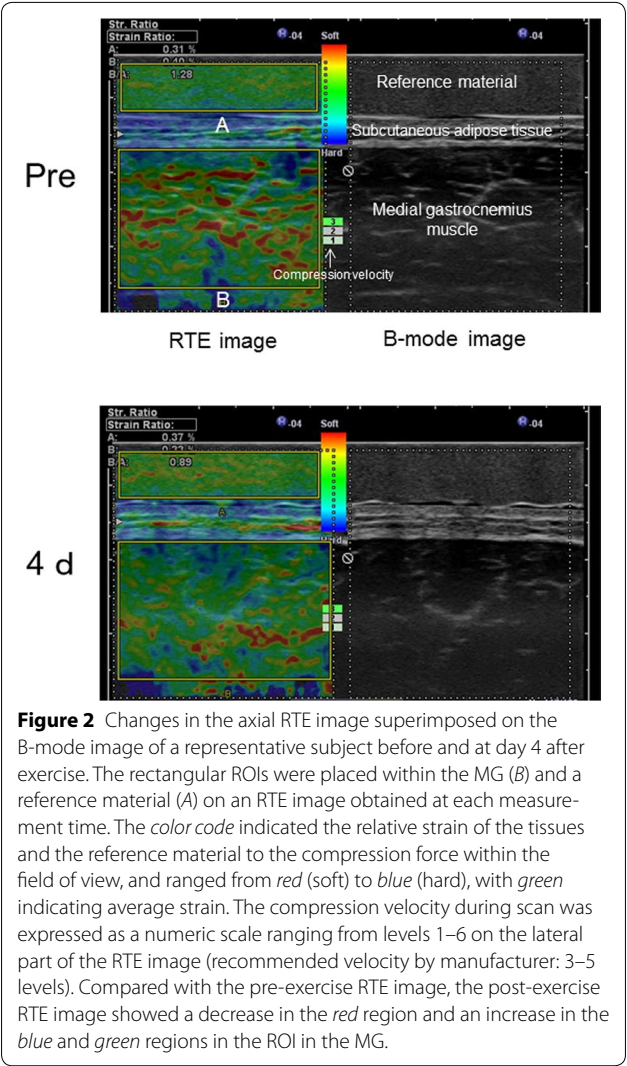 Str. Ratio
Strain Ratio:
A: 0.31 %
B: 0.40 %
B/A: 1.28
-04
Soft
-04
Reference material
A
Subcutaneous adipose tissue
Hard
Pre
Medial gastrocnemius
muscle
3
2
1
Compression velocity
B
RTE image
B-mode image
Str. Ratio
Strain Ratio:
A: 0.37 %
B:
B/A: 0.89
-04
Soft
-04
A
4 d
B
Figure 2 Changes in the axial RTE image superimposed on the
B-mode image of a representative subject before and at day 4 after
exercise. The rectangular ROIs were placed within the MG (B) and a
reference material (A) on an RTE image obtained at each measure-
ment time. The color code indicated the relative strain of the tissues
and the reference material to the compression force within the
field of view, and ranged from red (soft) to blue (hard), with green
indicating average strain. The compression velocity during scan was
expressed as a numeric scale ranging from levels 1–6 on the lateral
part of the RTE image (recommended velocity by manufacturer: 3–5
levels). Compared with the pre-exercise RTE image, the post-exercise
RTE image showed a decrease in the red region and an increase in the
blue and green regions in the ROI in the MG.